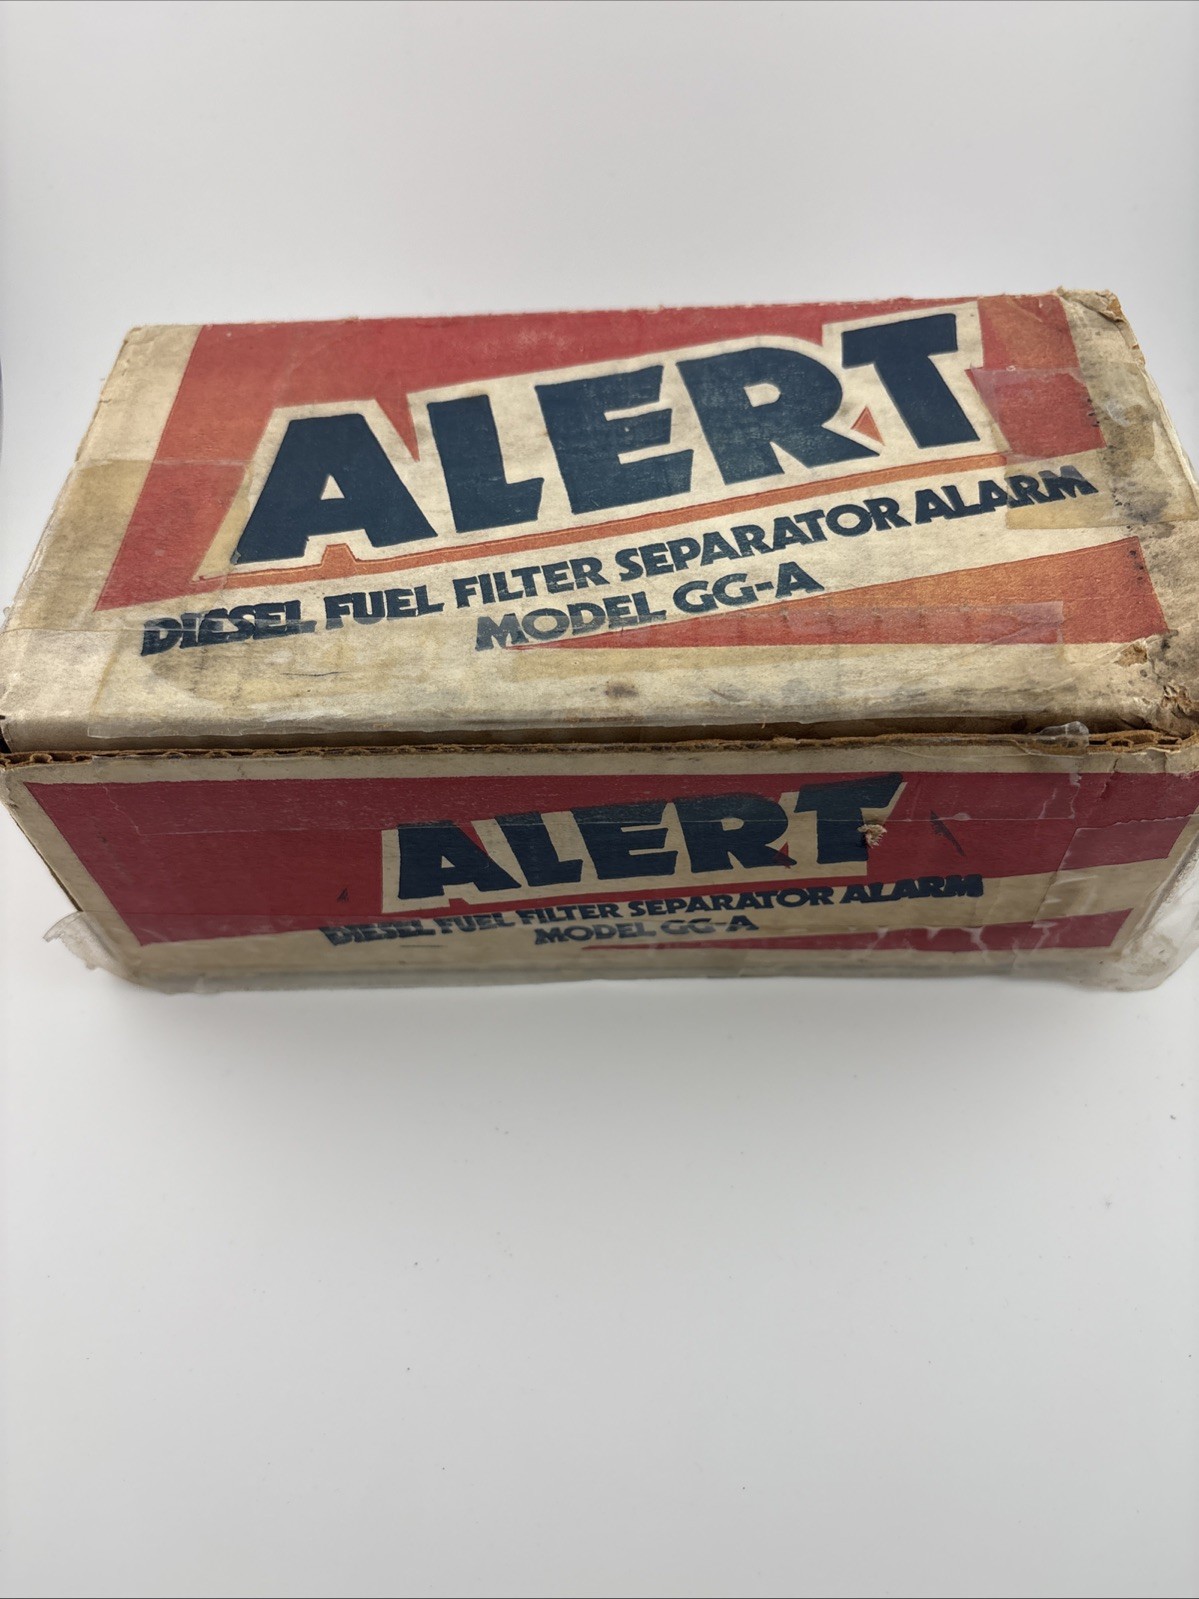 ALERT
DIESEL FUEL FILTER SEPARATOR ALARM
MODEL GG-A
ALERT
DIESEL FUEL FILTER SEPARATOR ALARM
MODEL GG-A